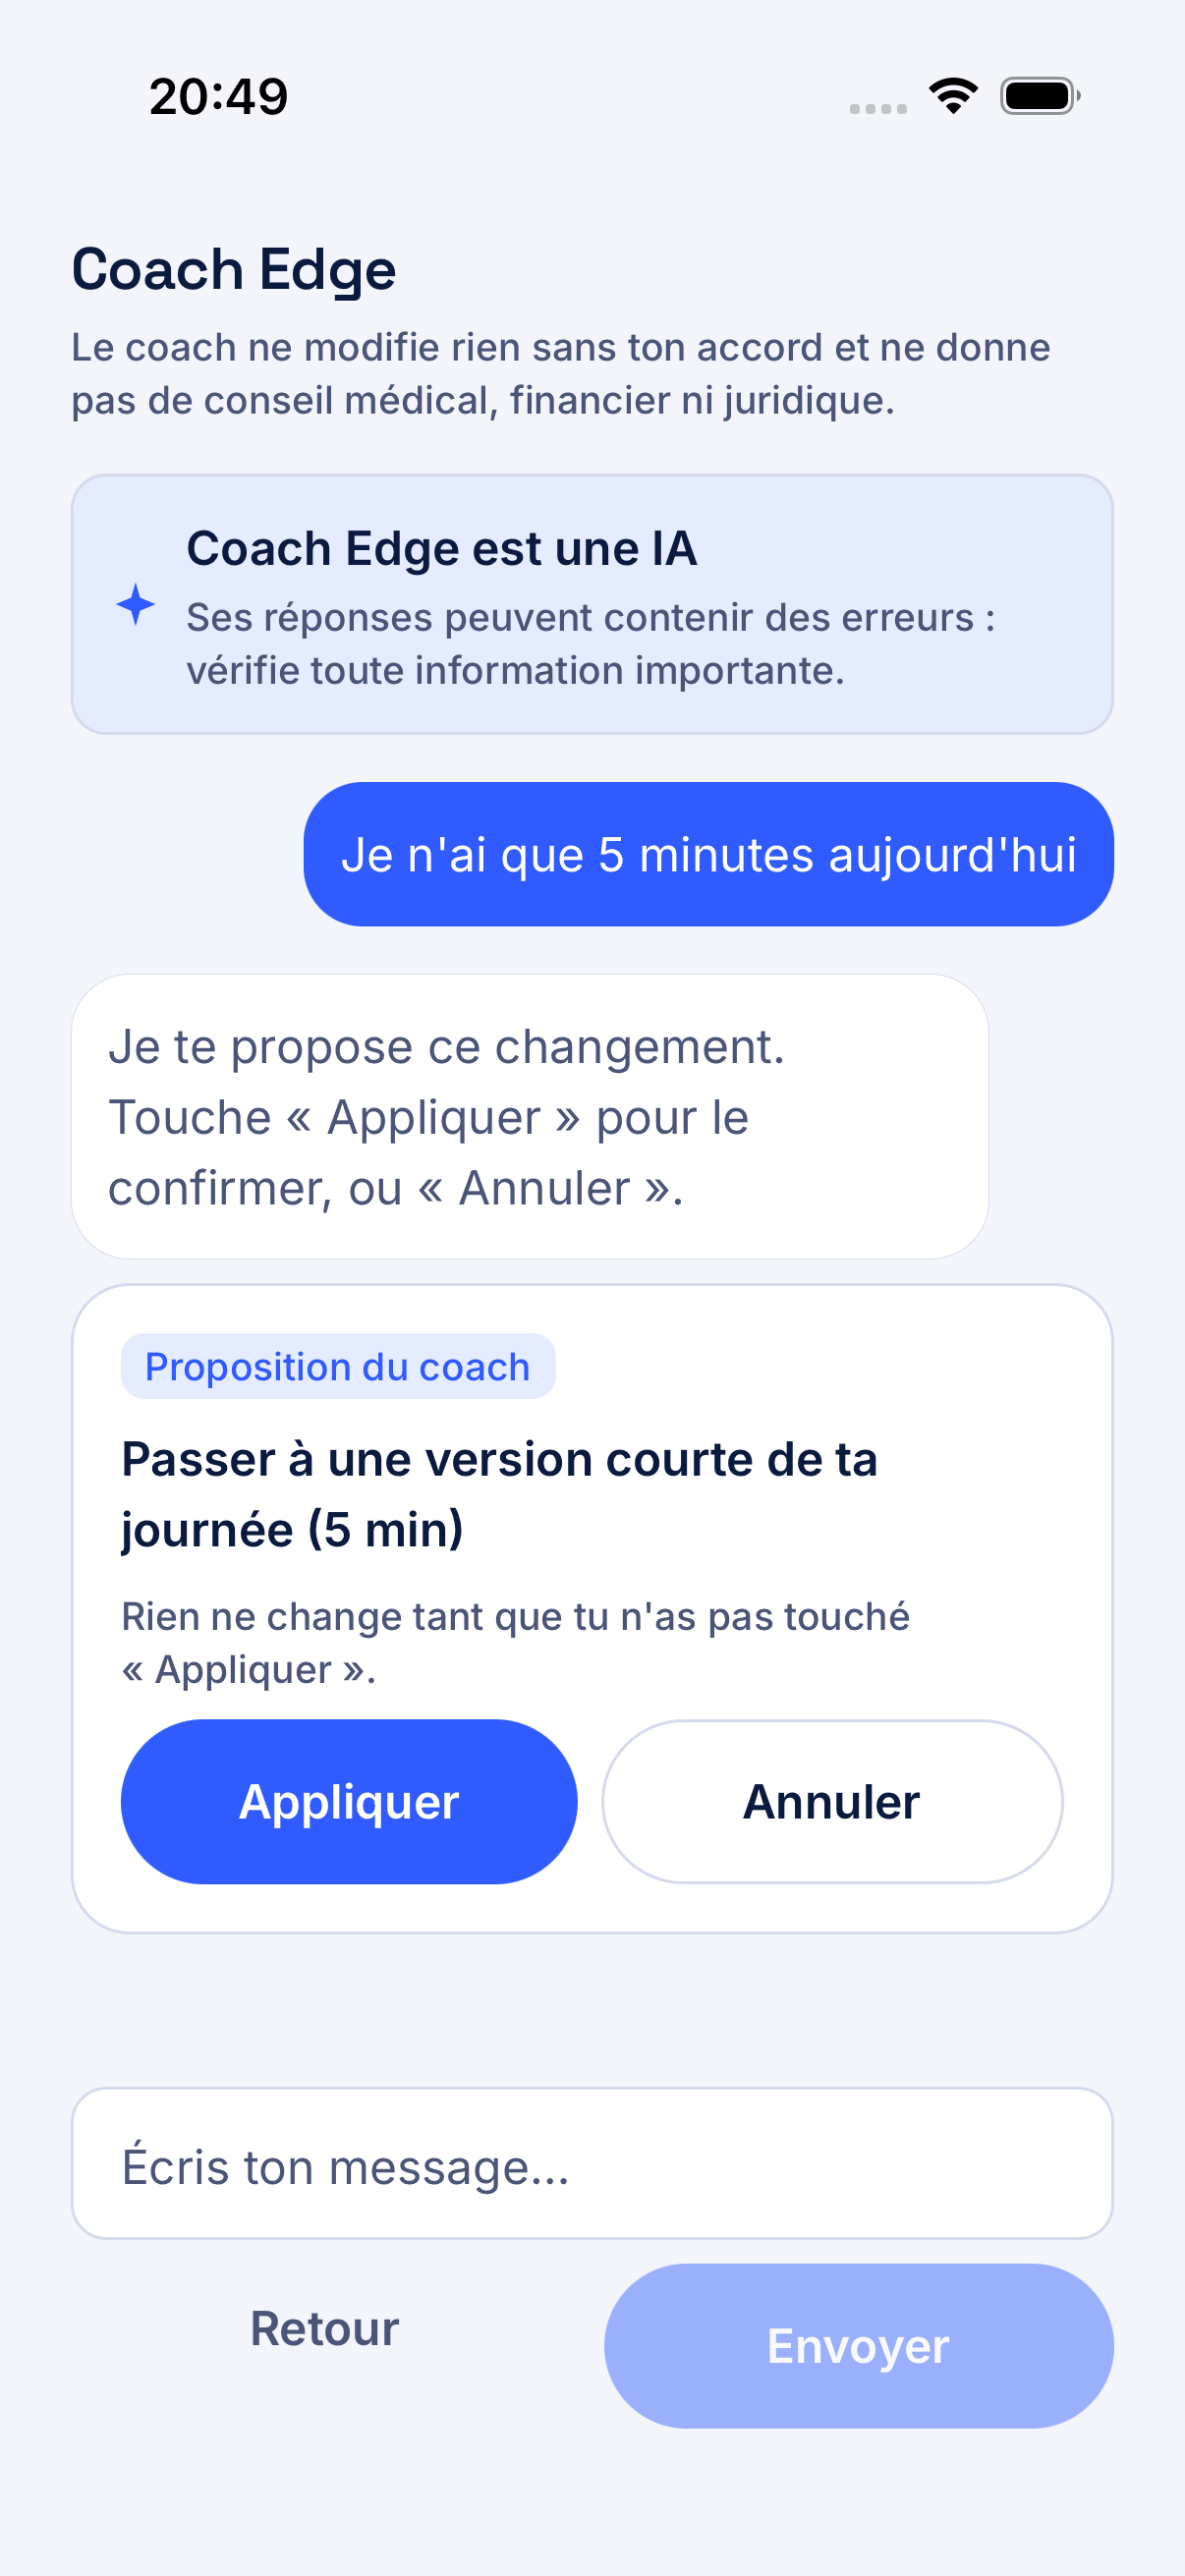 20:49
Coach Edge
Le coach ne modifie rien sans ton accord et ne donne
pas de conseil médical, financier ni juridique.
Coach Edge est une IA
Ses réponses peuvent contenir des erreurs :
vérifie toute information importante.
Je n'ai que 5 minutes aujourd'hui
Je te propose ce changement.
Touche « Appliquer » pour le
confirmer, ou « Annuler ».
Proposition du coach
Passer à une version courte de ta
journée (5 min)
Rien ne change tant que tu n'as pas touché
« Appliquer ».
Appliquer
Annuler
Écris ton message...
Retour
Envoyer